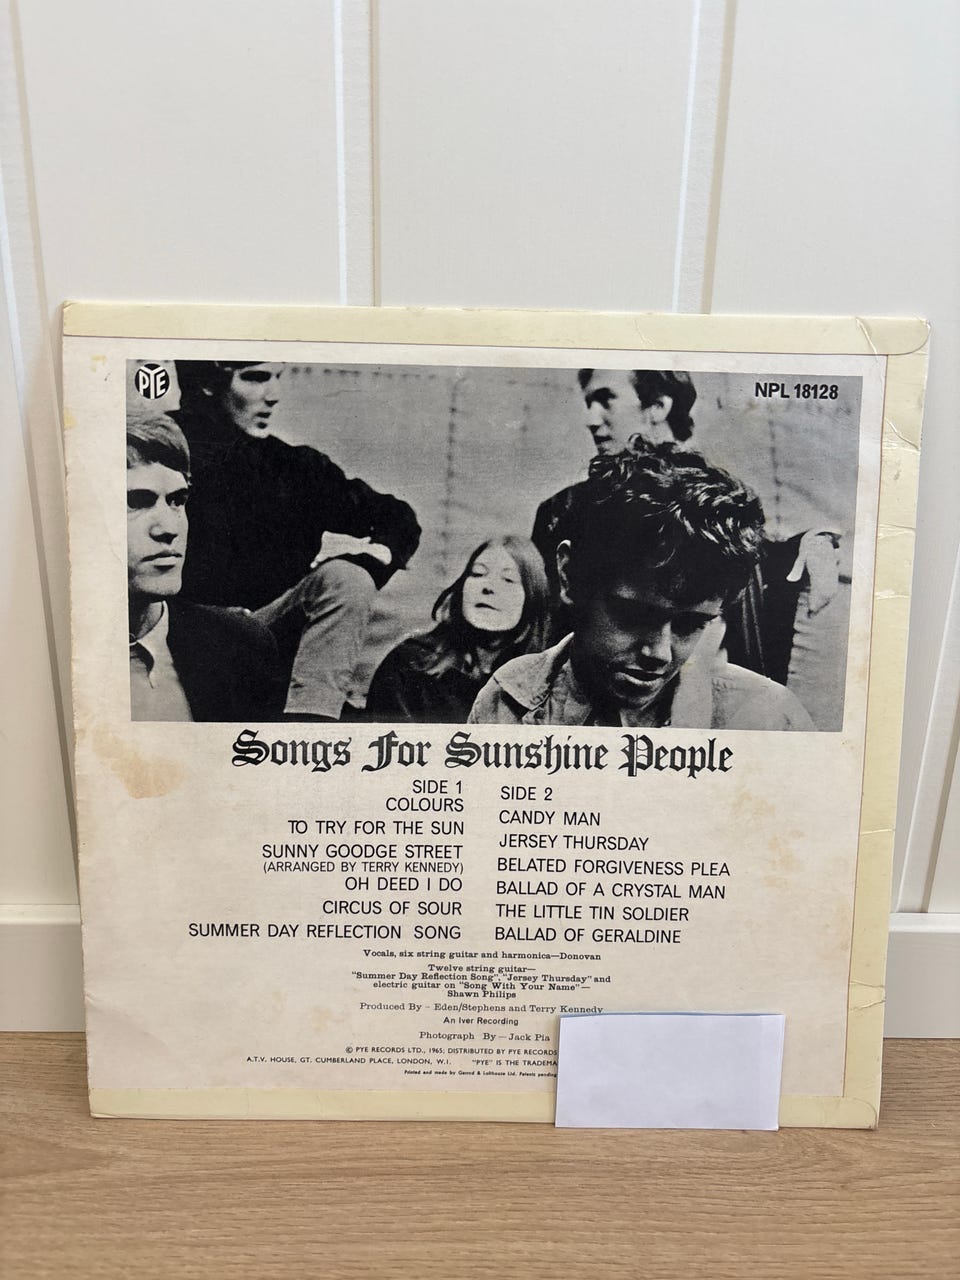 PYE
NPL 18128
Songs For Sunshine People
SIDE 1
COLOURS
TO TRY FOR THE SUN
SUNNY GOODGE STREET
(ARRANGED BY TERRY KENNEDY)
OH DEED I DO
CIRCUS OF SOUR
SUMMER DAY REFLECTION SONG
SIDE 2
CANDY MAN
JERSEY THURSDAY
BELATED FORGIVENESS PLEA
BALLAD OF A CRYSTAL MAN
THE LITTLE TIN SOLDIER
BALLAD OF GERALDINE
Vocals, six string guitar and harmonica—Donovan
Twelve string guitar—
"Summer Day Reflection Song", "Jersey Thursday" and
electric guitar on "Song With Your Name"—
Shawn Philips
Produced By – Eden/Stephens and Terry Kennedy
An Iver Recording
Photograph By — Jack Pia
© PYE RECORDS LTD., 1965; DISTRIBUTED BY PYE RECORDS
A.T.V. HOUSE, GT. CUMBERLAND PLACE, LONDON, W.1. "PYE" IS THE TRADEMA
Printed and made by Garrod & Lofthouse Ltd. Patents pending